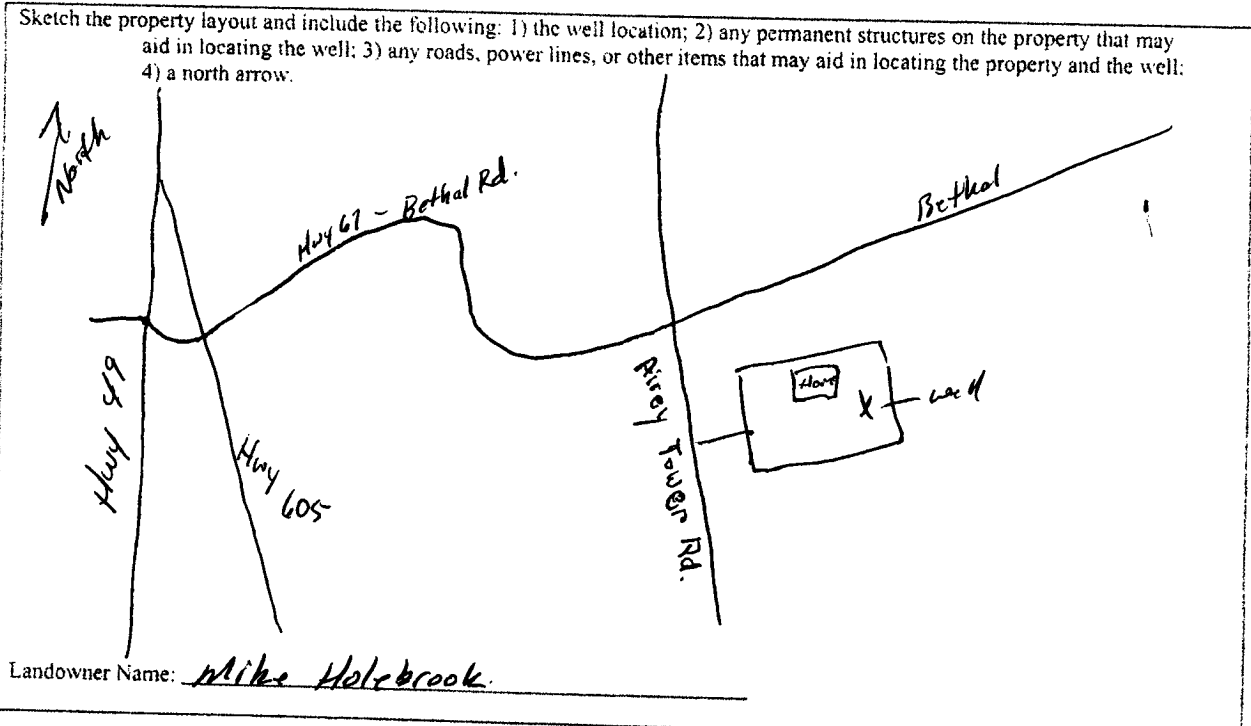 Sketch the property layout and include the following: 1) the well location; 2) any permanent structures on the property that may
aid in locating the well; 3) any roads, power lines, or other items that may aid in locating the property and the well;
4) a north arrow.
North
Hwy 67 - Bethal Rd.
Bethal
Hwy 49
Hwy 605
Airey Tower Rd.
Home
X - well
Landowner Name: Mike Holebrook.